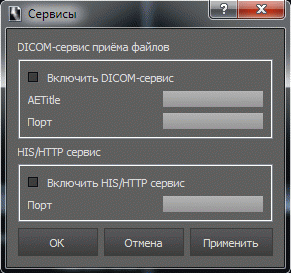 Сервисы
DICOM-сервис приёма файлов
Включить DICOM-сервис
AETitle
Порт
HIS/HTTP сервис
Включить HIS/HTTP сервис
Порт
OK Отмена Применить